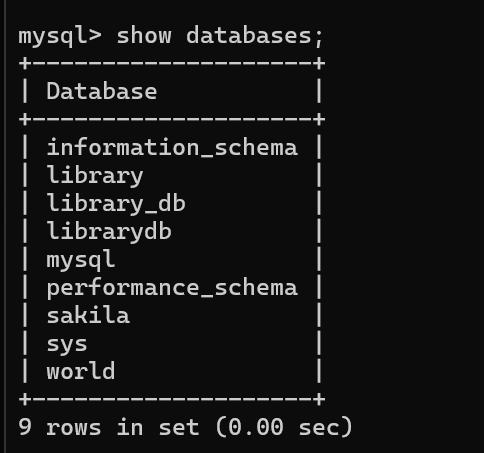 mysql> show databases;
+--------------------+
| Database           |
+--------------------+
| information_schema |
| library            |
| library_db         |
| librarydb          |
| mysql              |
| performance_schema |
| sakila             |
| sys                |
| world              |
+--------------------+
9 rows in set (0.00 sec)